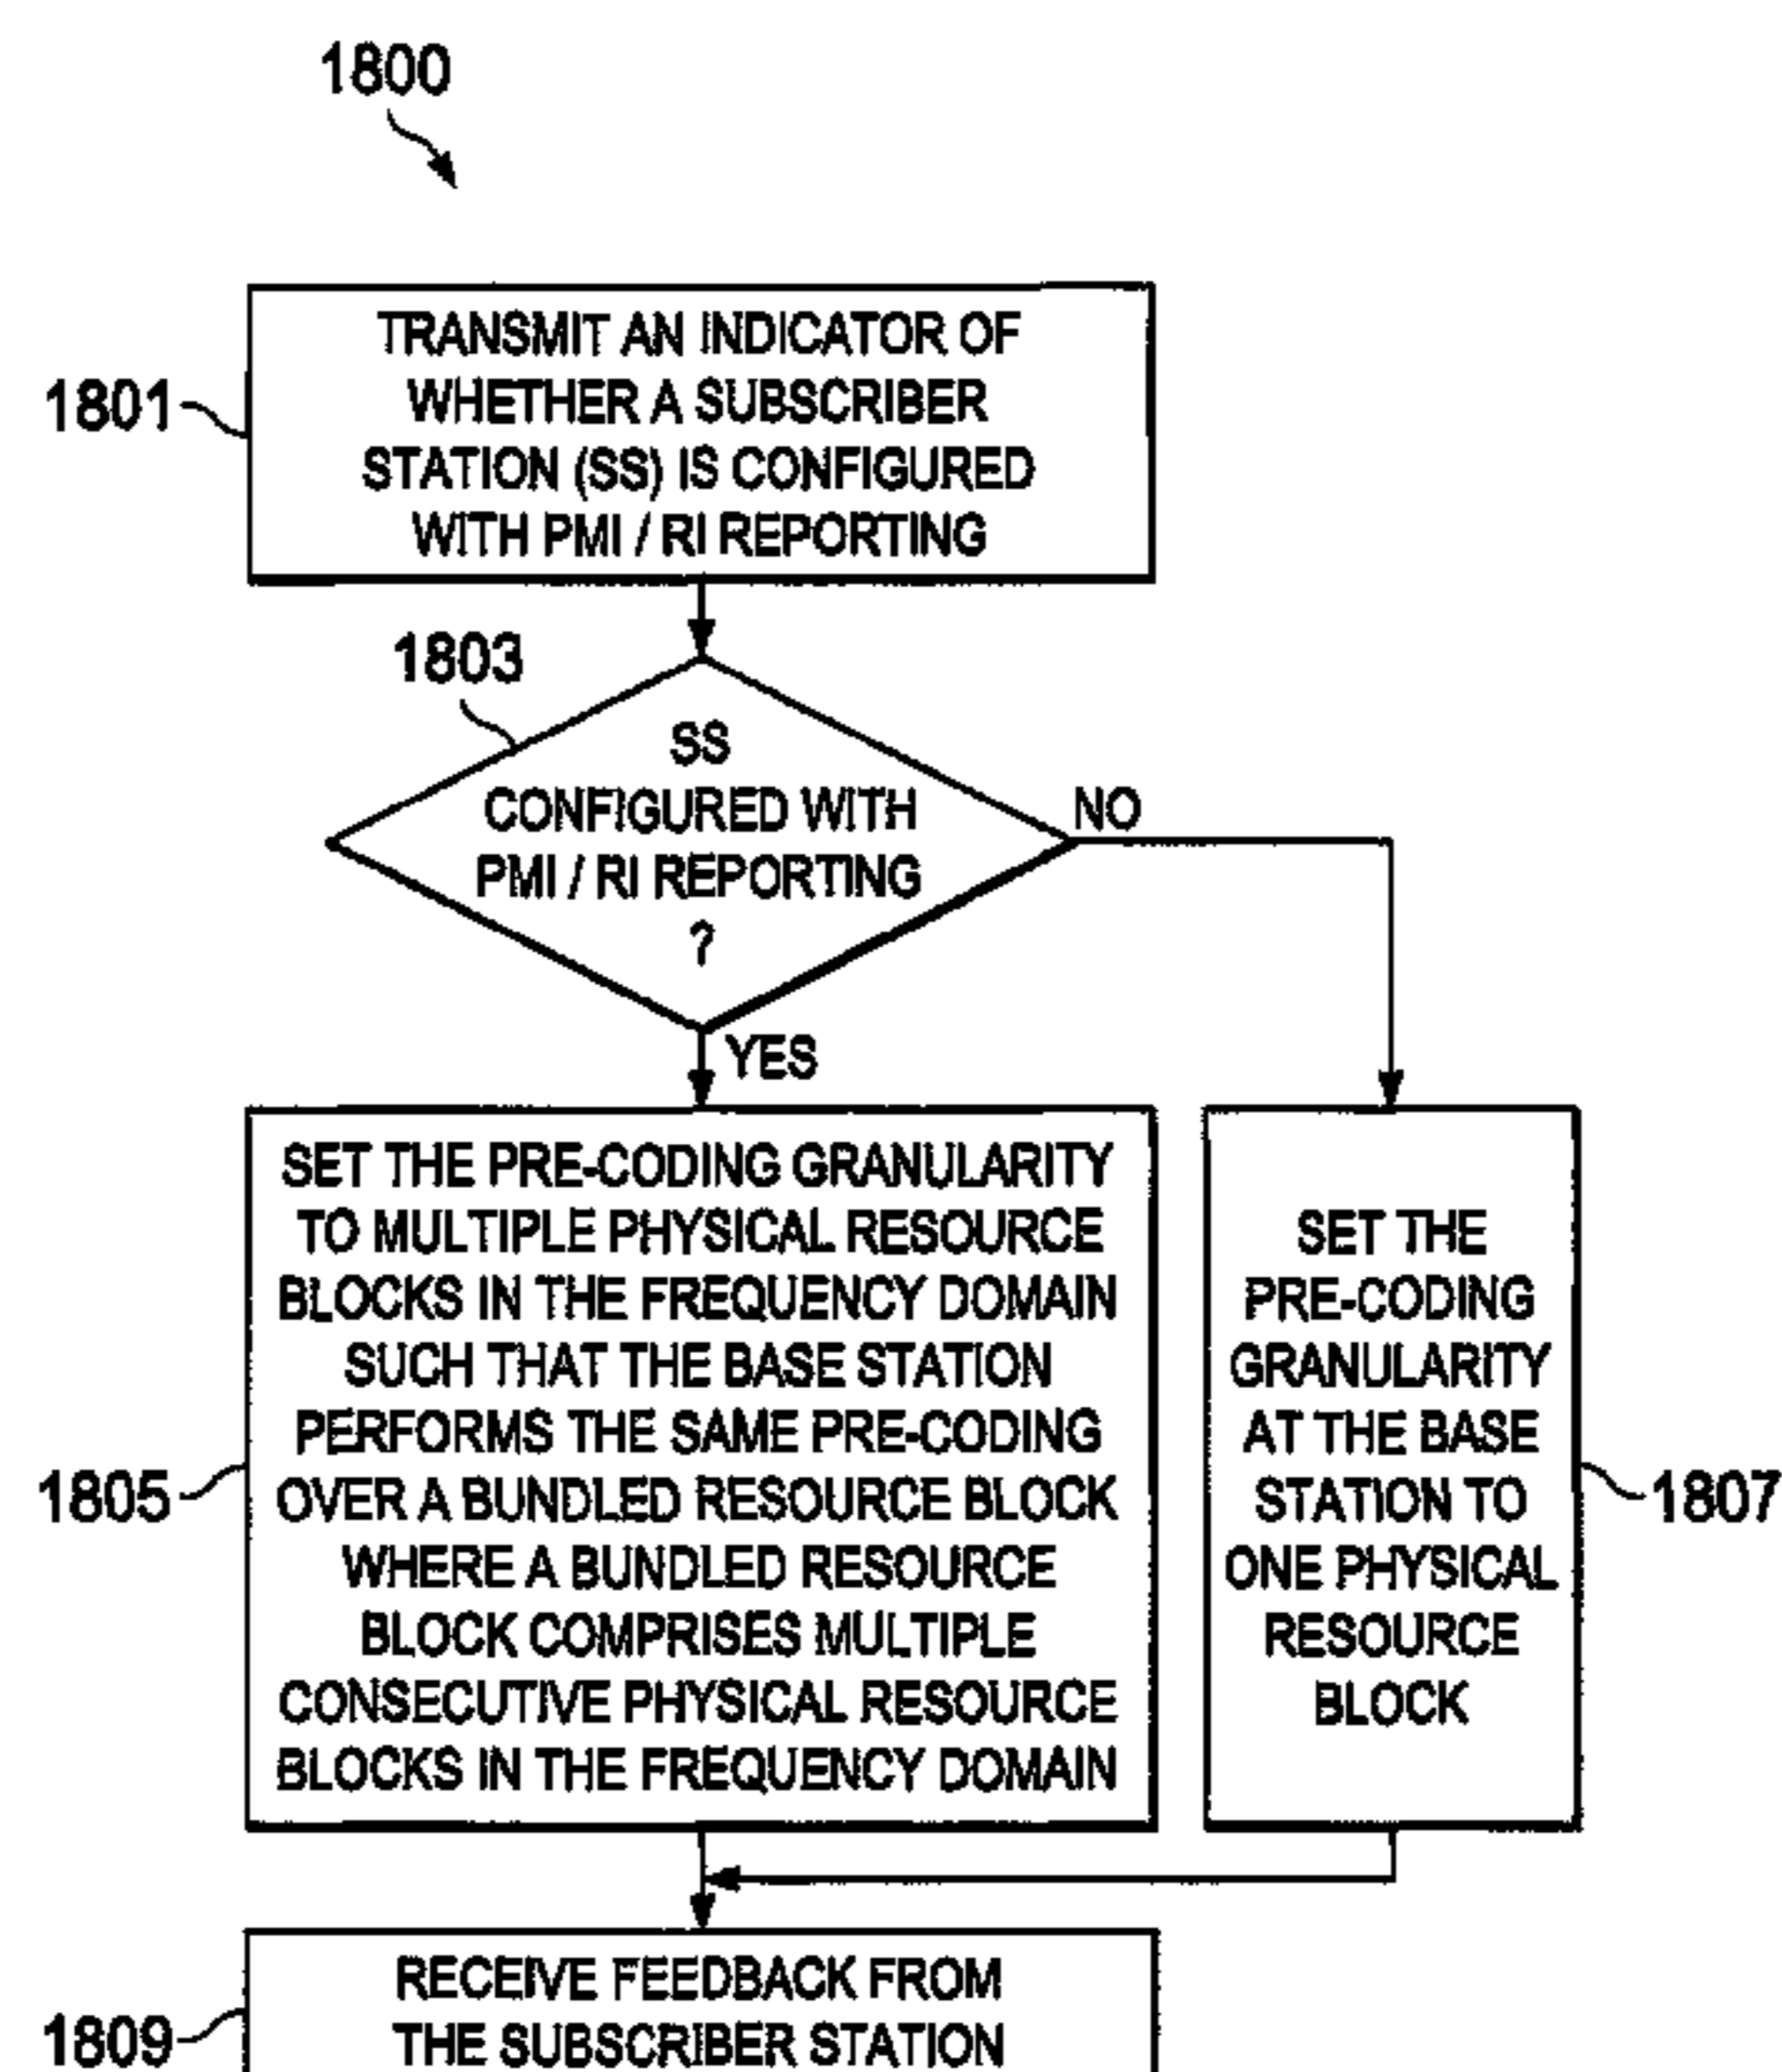 1800
1801
TRANSMIT AN INDICATOR OF
WHETHER A SUBSCRIBER
STATION (SS) IS CONFIGURED
WITH PMI / RI REPORTING
1803
SS
CONFIGURED WITH
PMI / RI REPORTING
?
NO
YES
1805
SET THE PRE-CODING GRANULARITY
TO MULTIPLE PHYSICAL RESOURCE
BLOCKS IN THE FREQUENCY DOMAIN
SUCH THAT THE BASE STATION
PERFORMS THE SAME PRE-CODING
OVER A BUNDLED RESOURCE BLOCK
WHERE A BUNDLED RESOURCE
BLOCK COMPRISES MULTIPLE
CONSECUTIVE PHYSICAL RESOURCE
BLOCKS IN THE FREQUENCY DOMAIN
SET THE
PRE-CODING
GRANULARITY
AT THE BASE
STATION TO
ONE PHYSICAL
RESOURCE
BLOCK
1807
1809
RECEIVE FEEDBACK FROM
THE SUBSCRIBER STATION